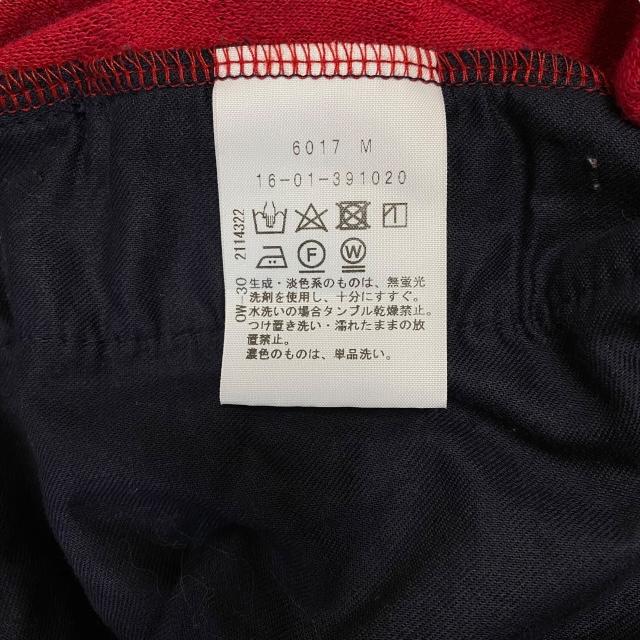 6017 M
16-01-391020
2114322
OW-30
F
W
生成・淡色系のものは、無蛍光
洗剤を使用し、十分にすすぐ。
水洗いの場合タンブル乾燥禁止。
つけ置き洗い・濡れたままの放
置禁止。
濃色のものは、単品洗い。